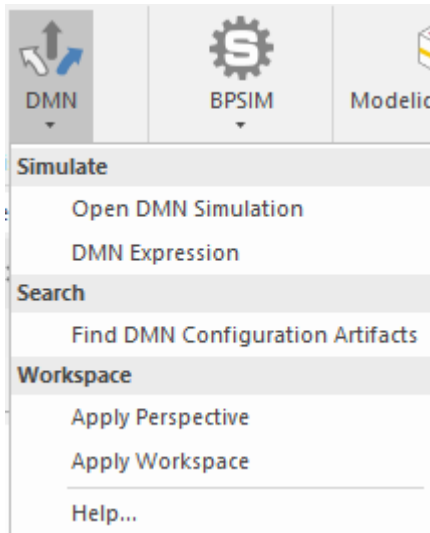 DMN
BPSIM
Simulate
Open DMN Simulation
DMN Expression
Search
Find DMN Configuration Artifacts
Workspace
Apply Perspective
Apply Workspace
Help...